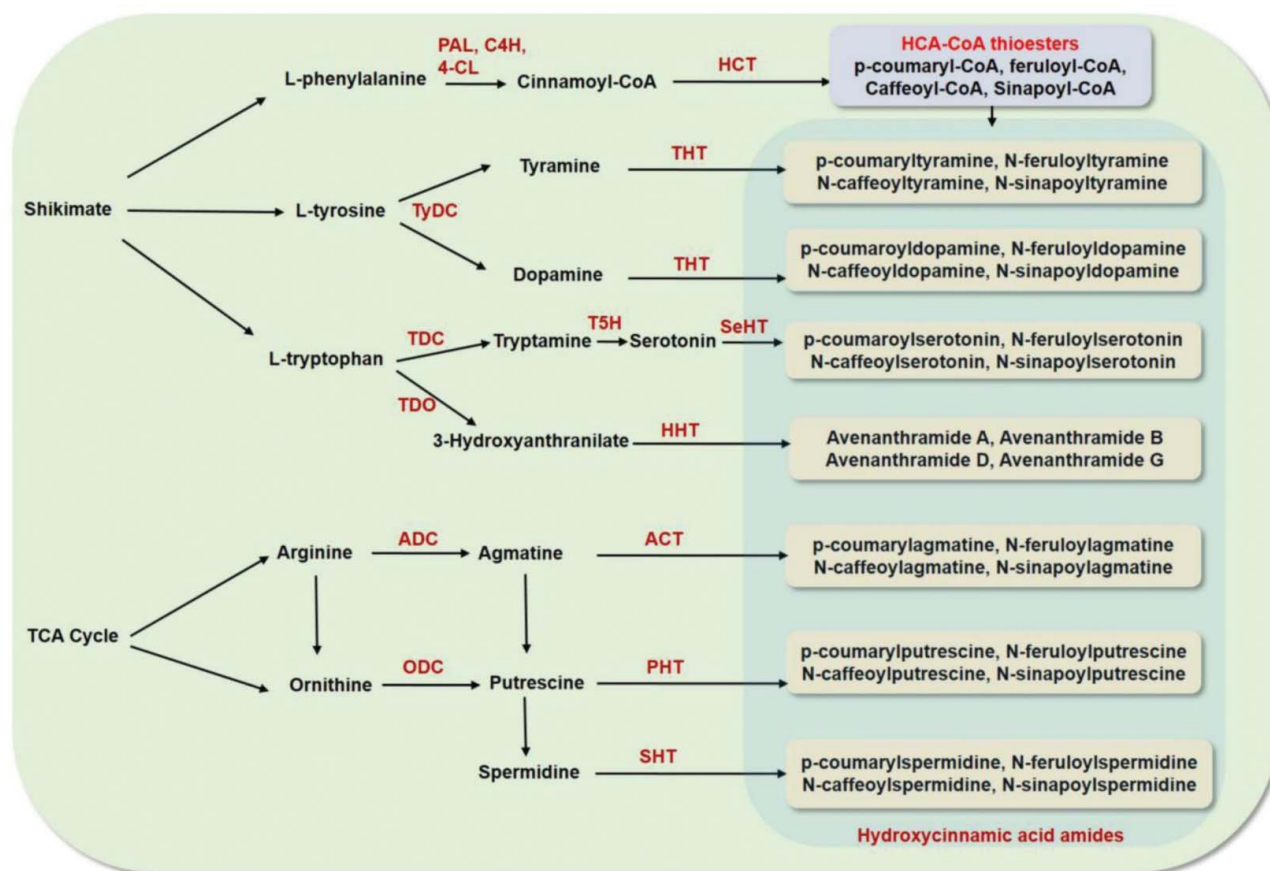 PAL, C4H,
4-CL
L-phenylalanine
Cinnamoyl-CoA
HCT
HCA-CoA thioesters
p-coumaryl-CoA, feruloyl-CoA,
Caffeoyl-CoA, Sinapoyl-CoA
Shikimate
L-tyrosine
TyDC
Tyramine
THT
p-coumaryltyramine, N-feruloyltyramine
N-caffeoyltyramine, N-sinapoyltyramine
Dopamine
THT
p-coumaroyldopamine, N-feruloyldopamine
N-caffeoyldopamine, N-sinapoyldopamine
L-tryptophan
TDC
Tryptamine
T5H
Serotonin
SeHT
p-coumaroylserotonin, N-feruloylserotonin
N-caffeoylserotonin, N-sinapoylserotonin
TDO
3-Hydroxyanthranilate
HHT
Avenanthramide A, Avenanthramide B
Avenanthramide D, Avenanthramide G
TCA Cycle
Arginine
ADC
Agmatine
ACT
p-coumarylagmatine, N-feruloylagmatine
N-caffeoylagmatine, N-sinapoylagmatine
Ornithine
ODC
Putrescine
PHT
p-coumarylputrescine, N-feruloylputrescine
N-caffeoylputrescine, N-sinapoylputrescine
Spermidine
SHT
p-coumarylspermidine, N-feruloylspermidine
N-caffeoylspermidine, N-sinapoylspermidine
Hydroxycinnamic acid amides